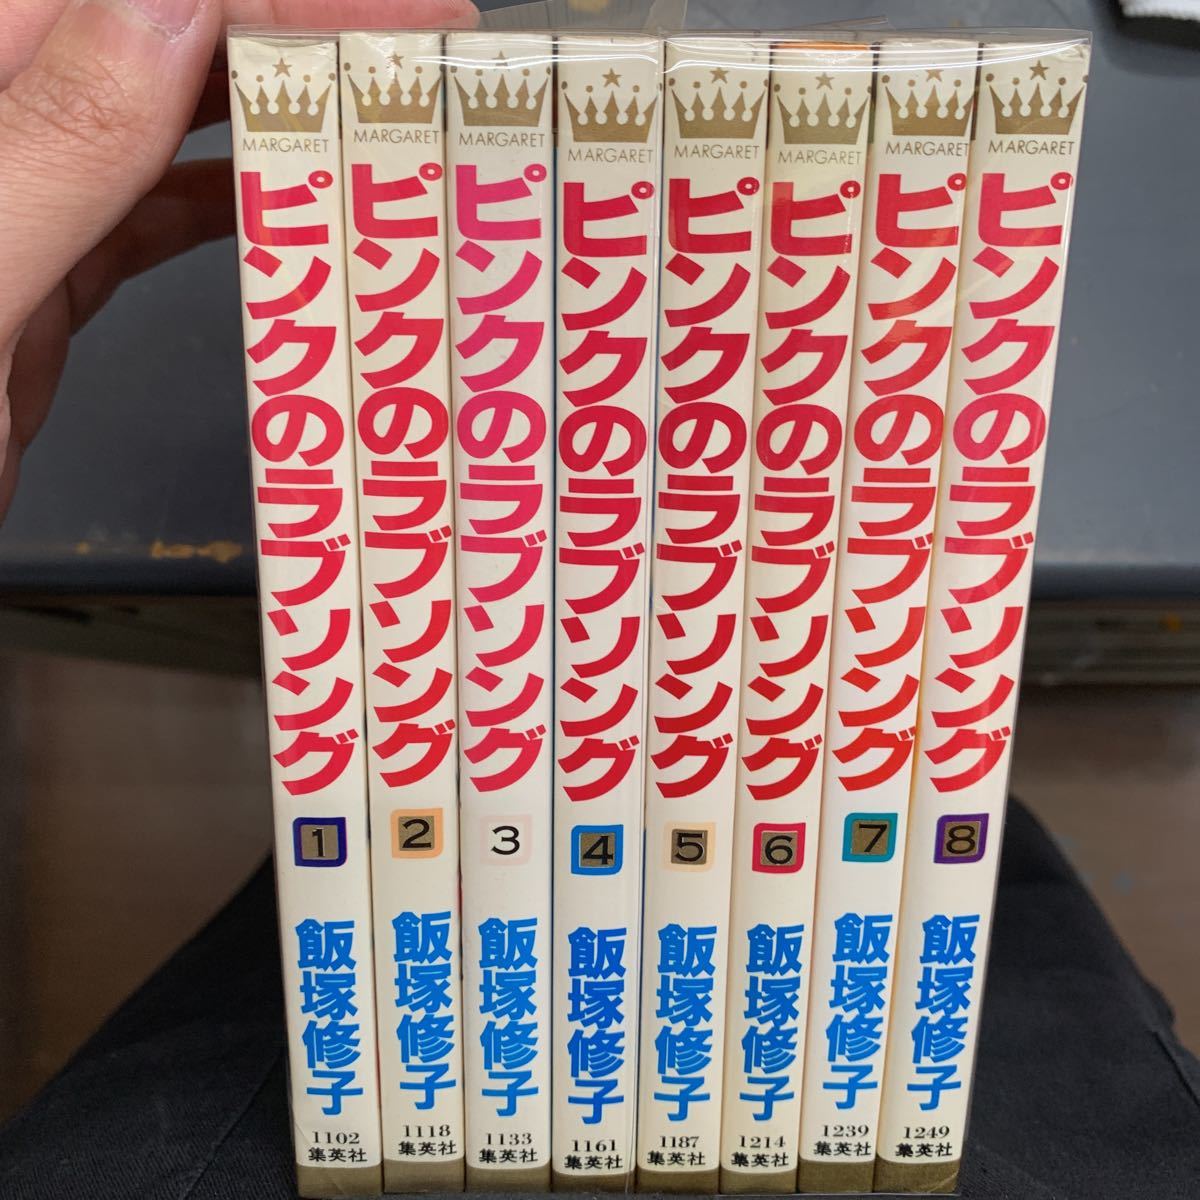 MARGARET
ピンクのラブソング
1
飯塚修子
1102
集英社
MARGARET
ピンクのラブソング
2
飯塚修子
1118
集英社
MARGARET
ピンクのラブソング
3
飯塚修子
1133
集英社
MARGARET
ピンクのラブソング
4
飯塚修子
1161
集英社
MARGARET
ピンクのラブソング
5
飯塚修子
1187
集英社
MARGARET
ピンクのラブソング
6
飯塚修子
1214
集英社
MARGARET
ピンクのラブソング
7
飯塚修子
1239
集英社
MARGARET
ピンクのラブソング
8
飯塚修子
1249
集英社